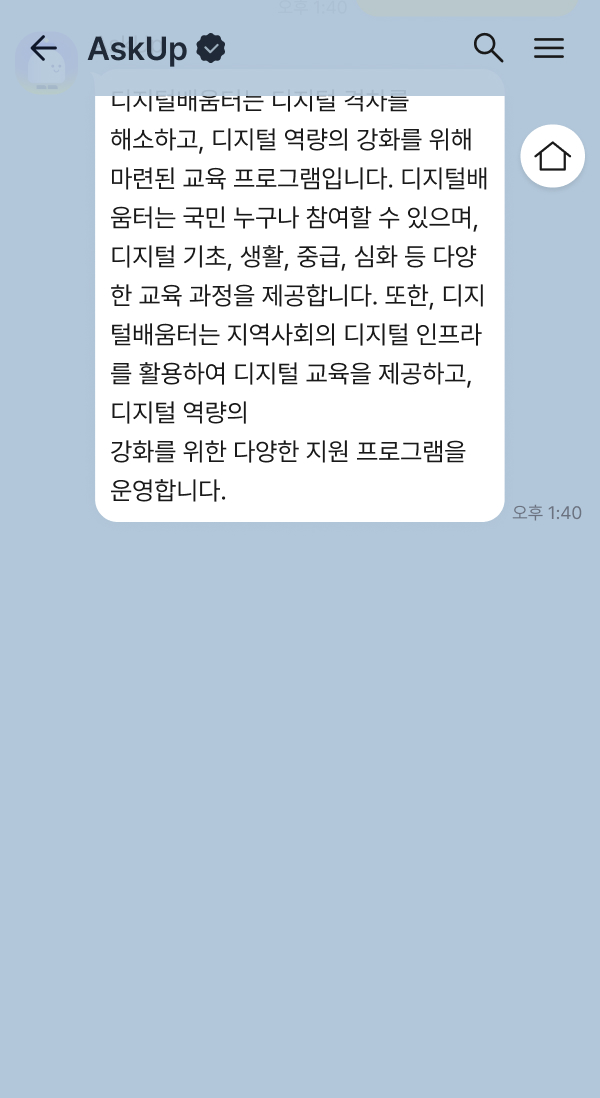 오후 1:40
AskUp
디지털배움터는 디지털 격차를
해소하고, 디지털 역량의 강화를 위해
마련된 교육 프로그램입니다. 디지털배
움터는 국민 누구나 참여할 수 있으며,
디지털 기초, 생활, 중급, 심화 등 다양
한 교육 과정을 제공합니다. 또한, 디지
털배움터는 지역사회의 디지털 인프라
를 활용하여 디지털 교육을 제공하고,
디지털 역량의
강화를 위한 다양한 지원 프로그램을
운영합니다.
오후 1:40